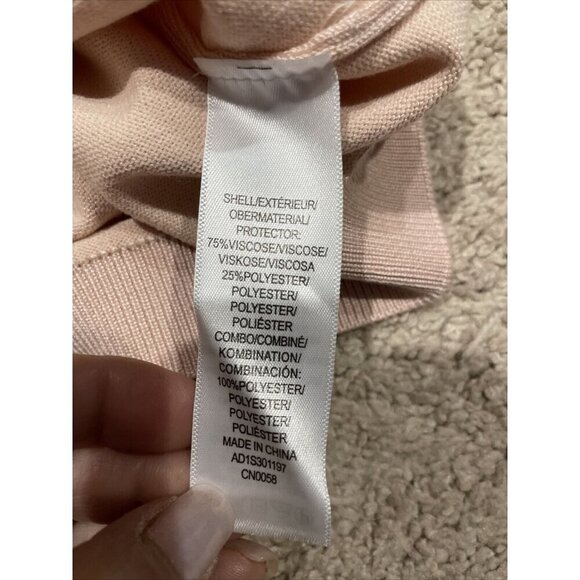 SHELL/EXTÉRIEUR/
OBERMATERIAL/
PROTECTOR:
75%VISCOSE/VISCOSE/
VISKOSE/VISCOSA
25%POLYESTER/
POLYESTER/
POLYESTER/
POLIÉSTER
COMBO/COMBINÉ/
KOMBINATION/
COMBINACIÓN:
100%POLYESTER/
POLYESTER/
POLYESTER/
POLIÉSTER
MADE IN CHINA
AD1S301197
CN0058